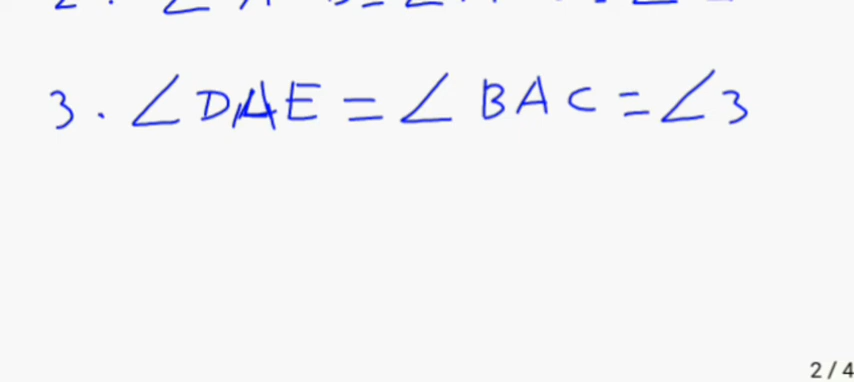 3. ∠DAE = ∠BAC = ∠3
2 / 4